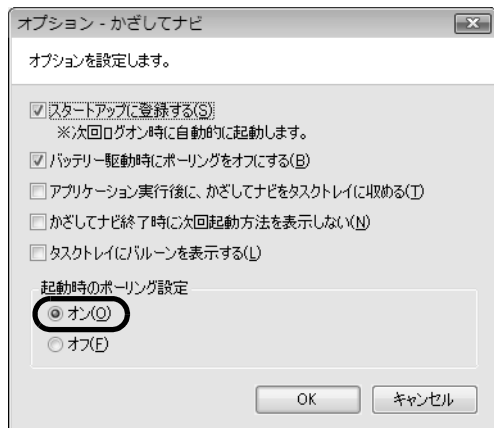 オプション - かざしてナビ
オプションを設定します。
スタートアップに登録する(S)
※次回ログオン時に自動的に起動します。
バッテリー駆動時にポーリングをオフにする(B)
アプリケーション実行後に、かざしてナビをタスクトレイに収める(T)
かざしてナビ終了時に次回起動方法を表示しない(N)
タスクトレイにバルーンを表示する(L)
起動時のポーリング設定
オン(O)
オフ(F)
OK キャンセル